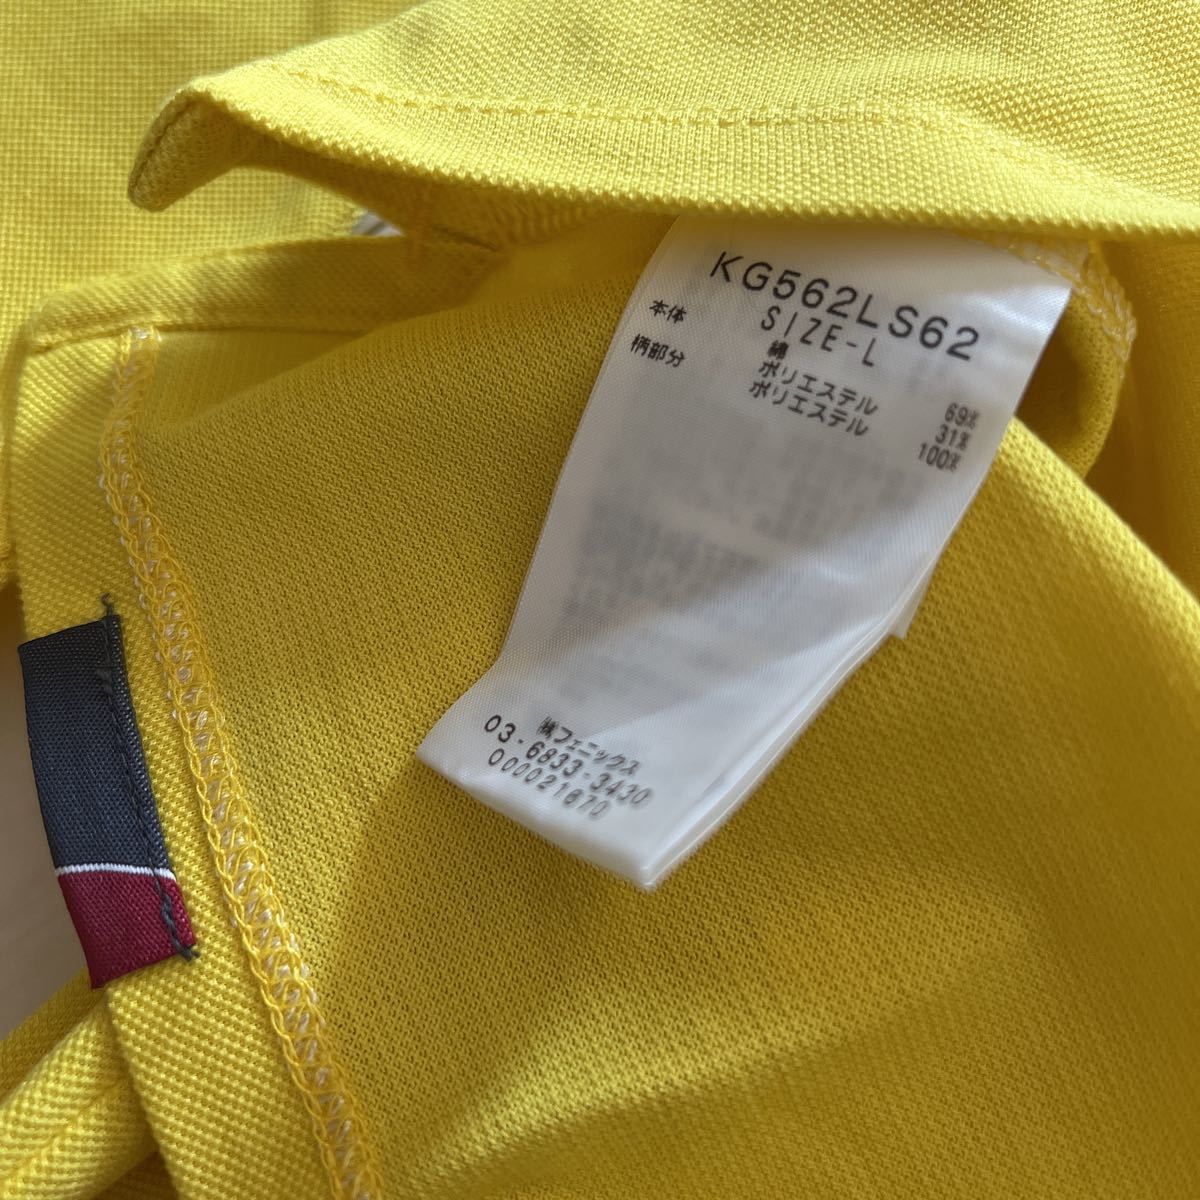 KG562LS62
SIZE-L
本体 綿 69%
ポリエステル 31%
柄部分 ポリエステル 100%
㈱フェニックス
03-6833-3430
000021670